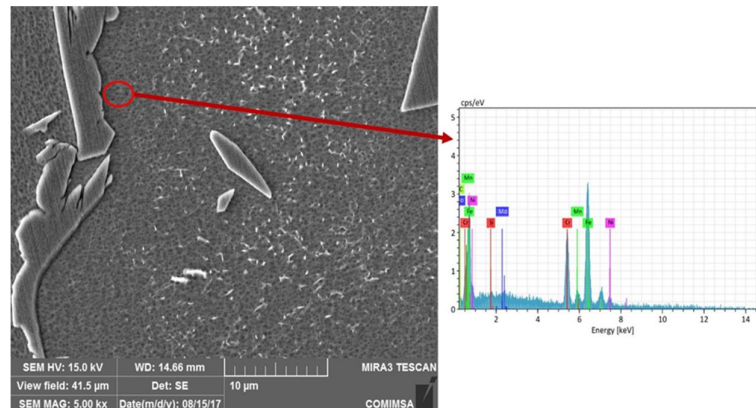 SEM HV: 15.0 kV WD: 14.66 mm MIRA3 TESCAN
View field: 41.5 µm Det: SE 10 µm
SEM MAG: 5.00 kx Date(m/d/y): 08/15/17 COMIMSA
cps/eV
5
4
3
2
1
0
Mn
C
Ni
Cr Fe
Si
Mo
Cr
Mn
Fe
Ni
2 4 6 8 10 12 14
Energy [keV]